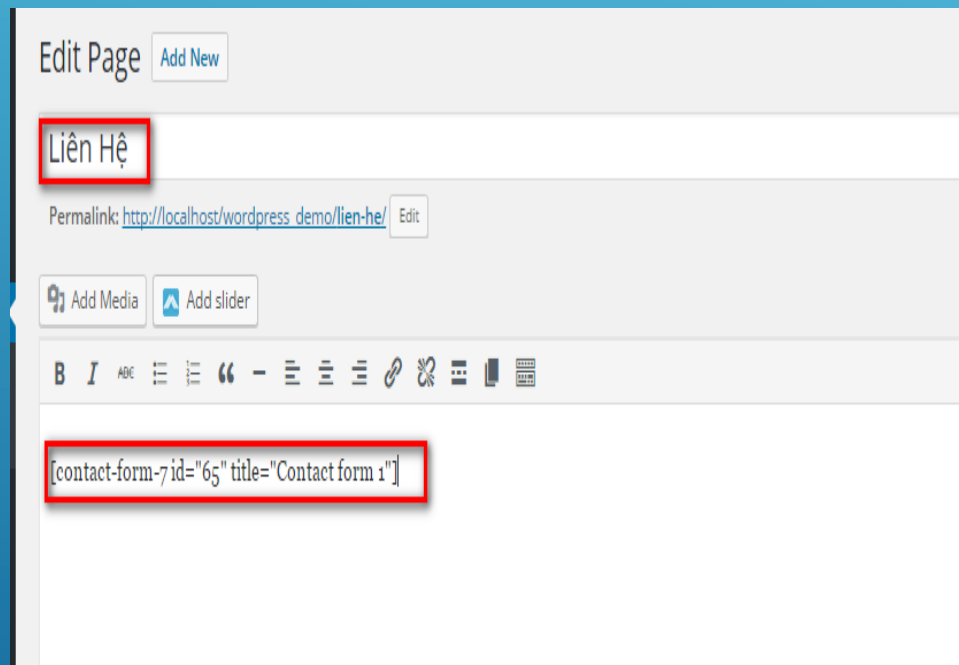 Edit Page Add New
Liên Hệ
Permalink: http://localhost/wordpress_demo/lien-he/ Edit
Add Media Add slider
B I ABC
[contact-form-7 id="65" title="Contact form 1"]